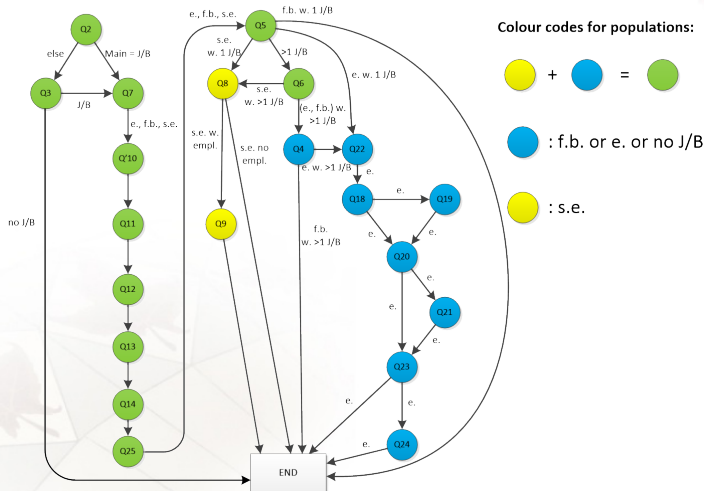 e., f.b., s.e.
f.b. w. 1 J/B
Q2
Q5
else
Main = J/B
s.e.
w. 1 J/B
>1 J/B
e. w. 1 J/B
Q3
J/B
Q7
Q8
s.e.
w. >1 J/B
Q6
e., f.b., s.e.
(e., f.b.) w.
>1 J/B
s.e. w.
empl.
s.e. no
empl.
Q'10
Q4
e. w. >1 J/B
Q22
e.
Q18
e.
Q19
no J/B
Q11
Q9
f.b.
w. >1 J/B
e.
e.
Q20
e.
Q12
e.
Q21
e.
Q13
Q23
Q14
e.
e.
Q25
Q24
e.
END
Colour codes for populations:
+ =
: f.b. or e. or no J/B
: s.e.